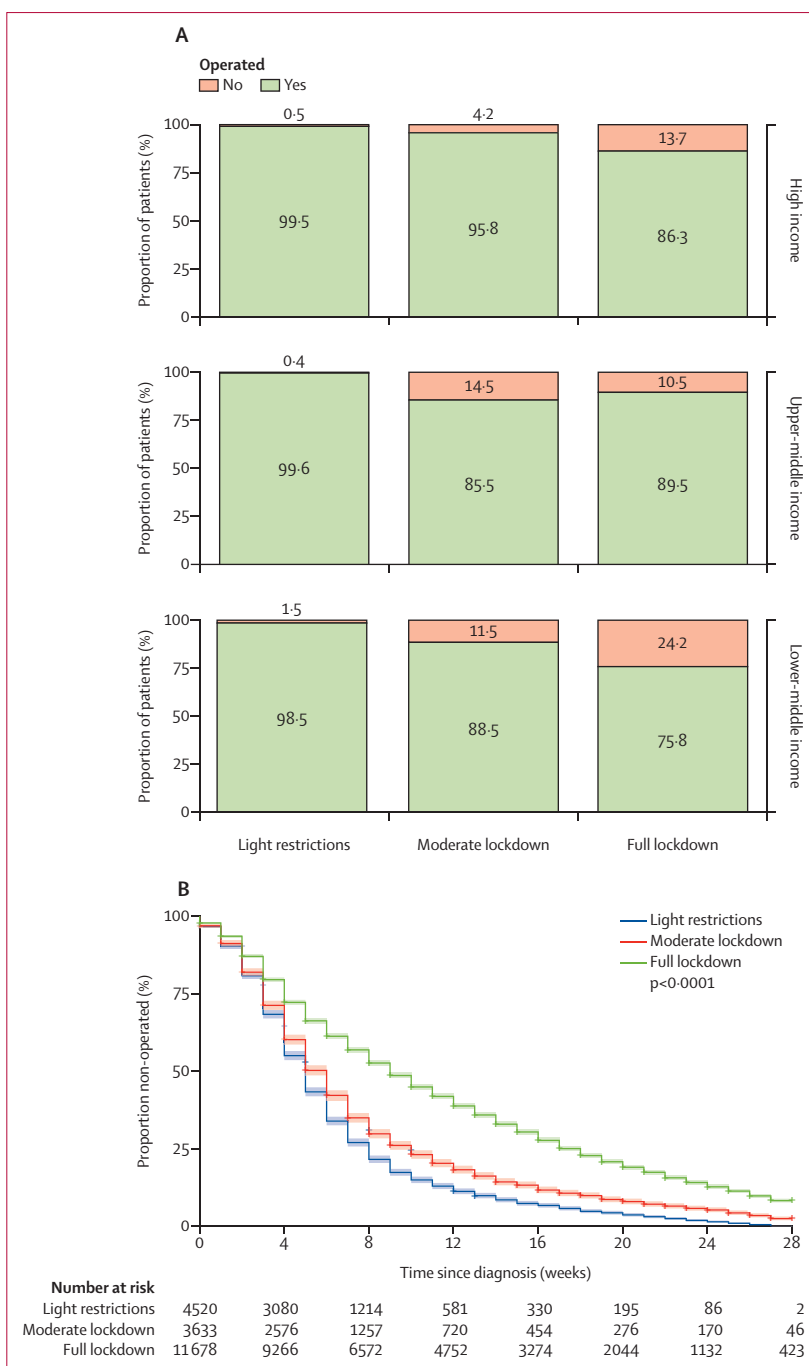 A
Operated
No Yes
0·5 4·2
100
75
50
25
0
13·7
99·5 95·8 86·3
Proportion of patients (%)
High income
0·4
100
75
50
25
0
14·5 10·5
99·6 85·5 89·5
Proportion of patients (%)
Upper-middle income
1·5
100
75
50
25
0
11·5 24·2
98·5 88·5 75·8
Proportion of patients (%)
Lower-middle income
Light restrictions Moderate lockdown Full lockdown
B
100
75
50
25
0
Proportion non-operated (%)
Light restrictions
Moderate lockdown
Full lockdown
p<0·0001
0 4 8 12 16 20 24 28
Time since diagnosis (weeks)
Number at risk
Light restrictions 4520 3080 1214 581 330 195 86 2
Moderate lockdown 3633 2576 1257 720 454 276 170 46
Full lockdown 11678 9266 6572 4752 3274 2044 1132 423